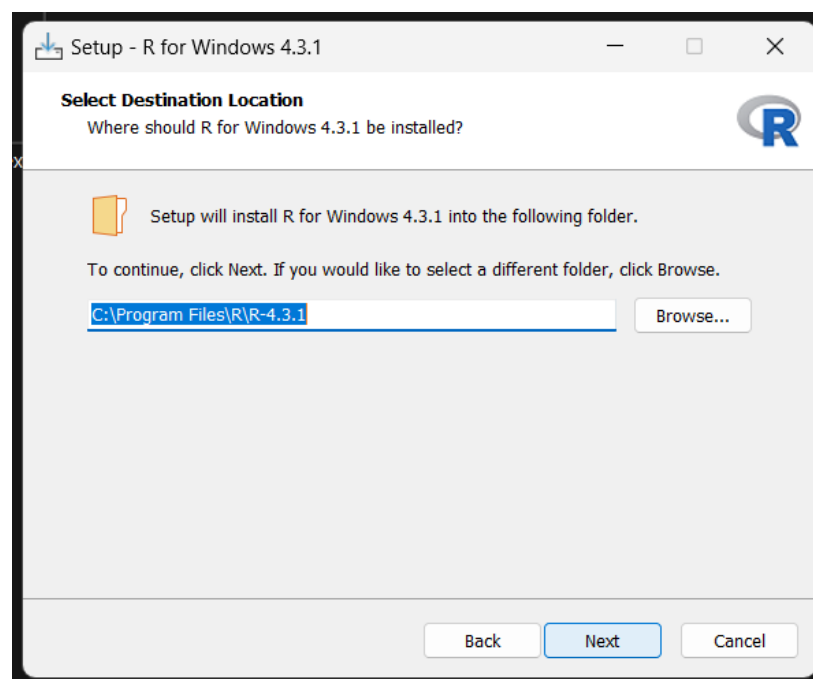 Setup - R for Windows 4.3.1
Select Destination Location
Where should R for Windows 4.3.1 be installed?
R
Setup will install R for Windows 4.3.1 into the following folder.
To continue, click Next. If you would like to select a different folder, click Browse.
C:\Program Files\R\R-4.3.1
Browse...
Back Next Cancel